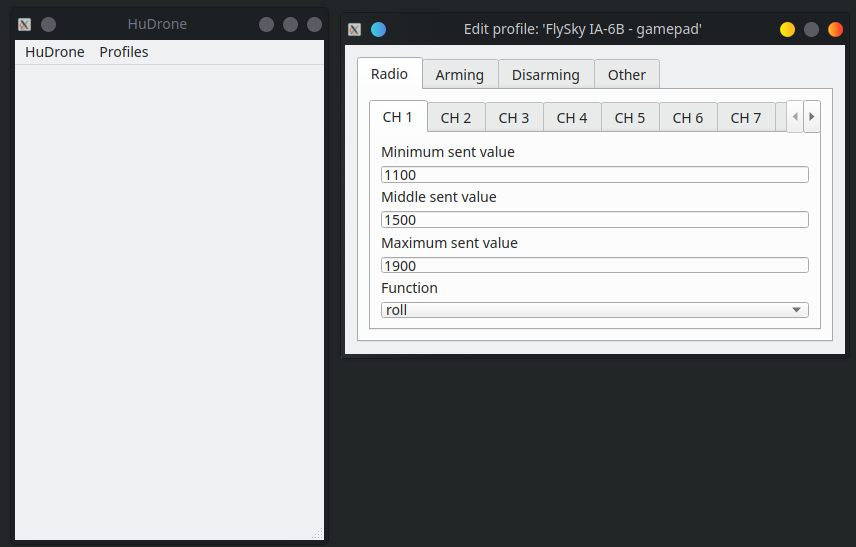 HuDrone
HuDrone Profiles
Edit profile: 'FlySky IA-6B - gamepad'
Radio Arming Disarming Other
CH 1 CH 2 CH 3 CH 4 CH 5 CH 6 CH 7
Minimum sent value
1100
Middle sent value
1500
Maximum sent value
1900
Function
roll